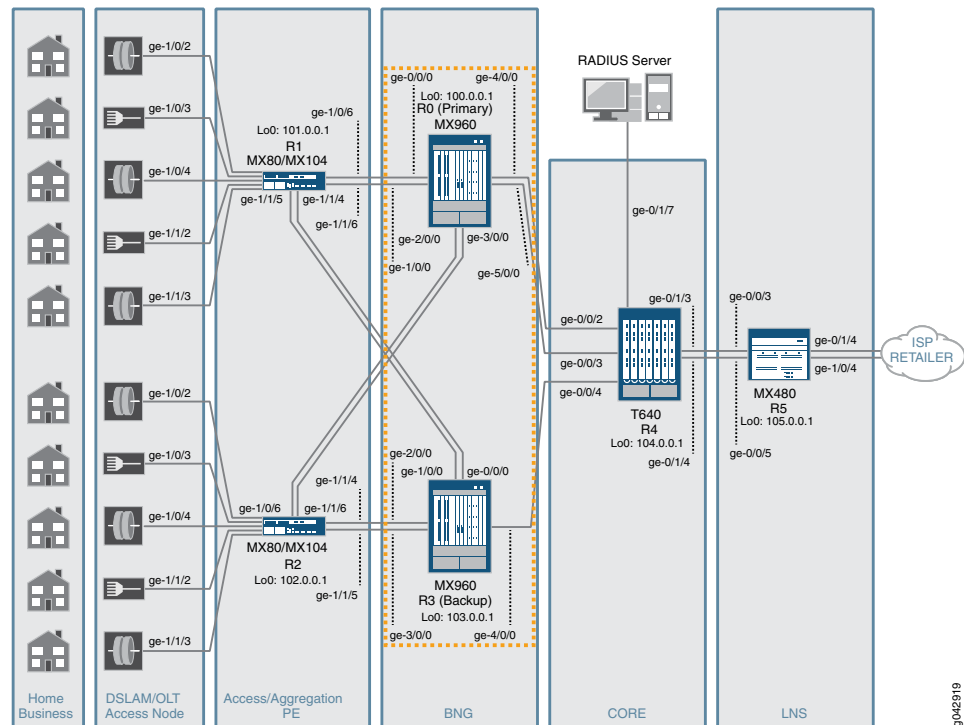 RADIUS Server
ge-1/0/2
ge-1/0/3
ge-1/0/4
ge-1/1/2
ge-1/1/3
ge-1/0/6
Lo0: 101.0.0.1
R1
MX80/MX104
ge-1/1/5
ge-1/1/4
ge-1/1/6
ge-0/0/0
ge-4/0/0
Lo0: 100.0.0.1
R0 (Primary)
MX960
ge-2/0/0
ge-3/0/0
ge-1/0/0
ge-5/0/0
ge-0/1/7
ge-0/0/2
ge-0/0/3
ge-0/0/4
ge-0/1/3
T640
R4
Lo0: 104.0.0.1
ge-0/1/4
ge-0/0/3
MX480
R5
Lo0: 105.0.0.1
ge-0/0/5
ge-0/1/4
ge-1/0/4
ISP
RETAILER
ge-1/0/2
ge-1/0/3
ge-1/0/4
ge-1/1/2
ge-1/1/3
ge-1/1/4
ge-1/0/6
ge-1/1/6
MX80/MX104
R2
Lo0: 102.0.0.1
ge-1/1/5
ge-2/0/0
ge-1/0/0
ge-0/0/0
MX960
R3 (Backup)
Lo0: 103.0.0.1
ge-3/0/0
ge-4/0/0
Home
Business
DSLAM/OLT
Access Node
Access/Aggregation
PE
BNG
CORE
LNS
g042919